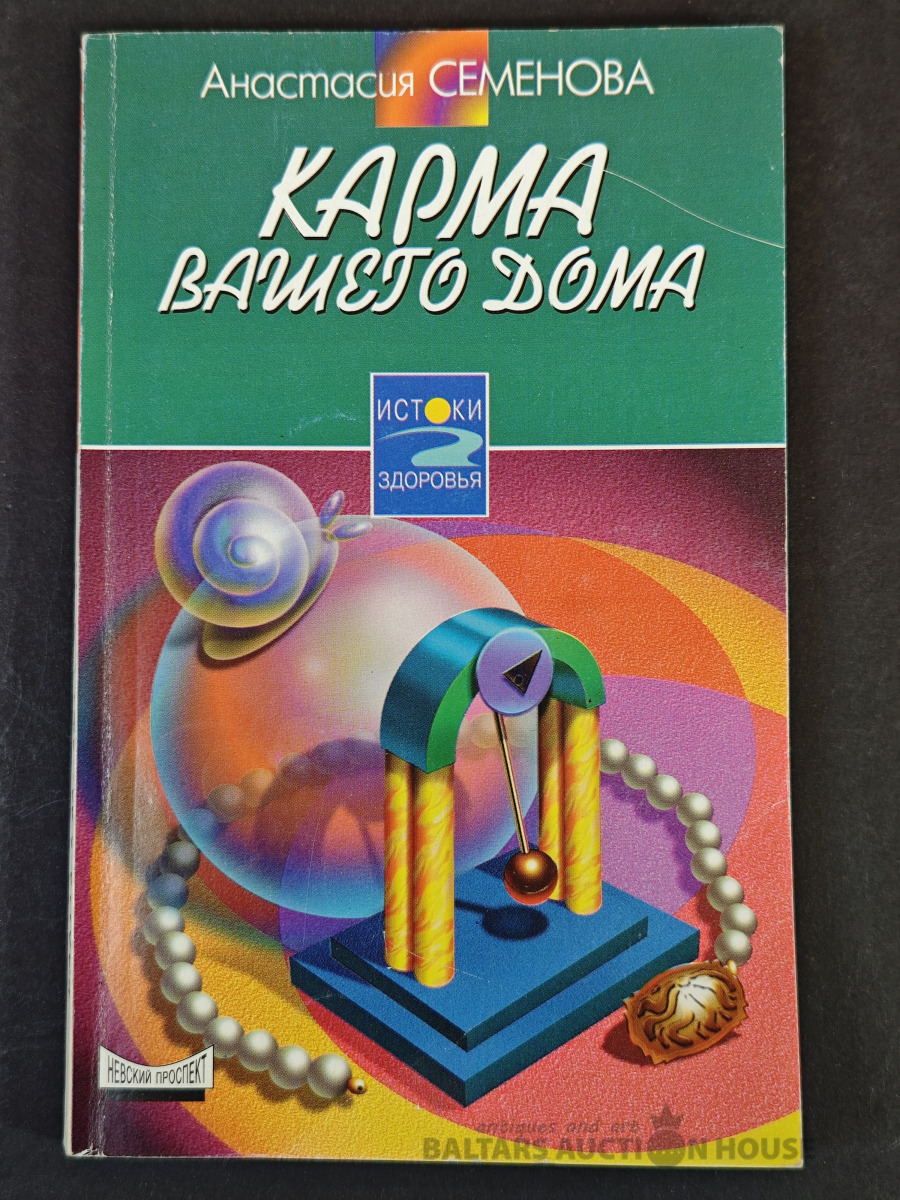 Анастасия СЕМЕНОВА
КАРМА
ВАШЕГО ДОМА
ИСТОКИ
ЗДОРОВЬЯ
НЕВСКИЙ ПРОСПЕКТ
antiques and art
BALTARS AUCTION HOUSE